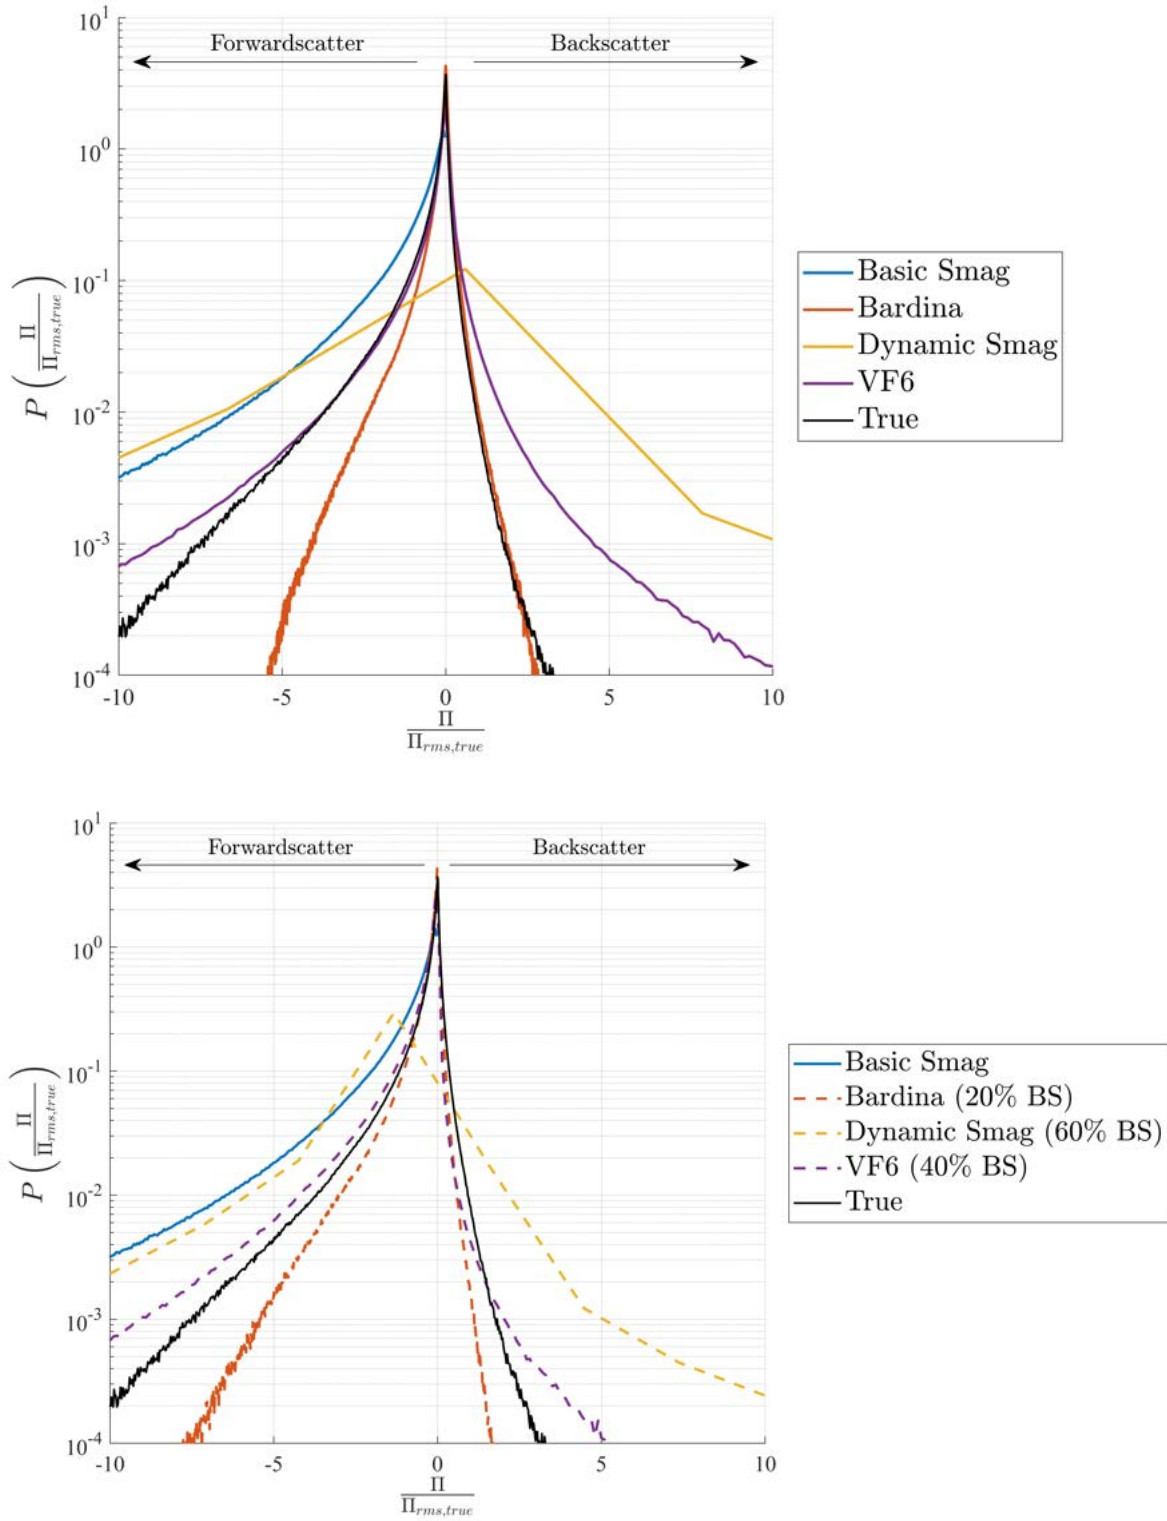 10^1
Forwardscatter
Backscatter
10^0
10^-1
10^-2
10^-3
10^-4
P ( Π / Π_rms,true )
-10
-5
0
5
10
Π / Π_rms,true
Basic Smag
Bardina
Dynamic Smag
VF6
True
10^1
Forwardscatter
Backscatter
10^0
10^-1
10^-2
10^-3
10^-4
P ( Π / Π_rms,true )
-10
-5
0
5
10
Π / Π_rms,true
Basic Smag
Bardina (20% BS)
Dynamic Smag (60% BS)
VF6 (40% BS)
True